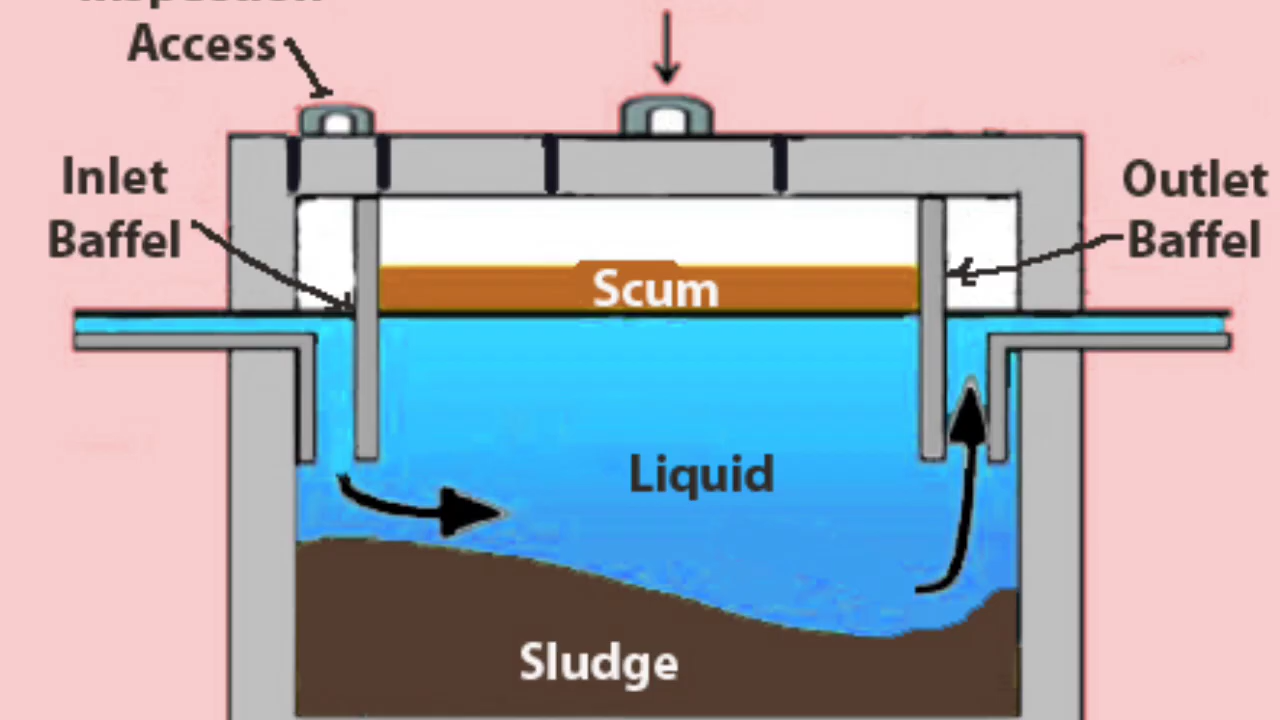 Access
Inlet
Baffel
Outlet
Baffel
Scum
Liquid
Sludge